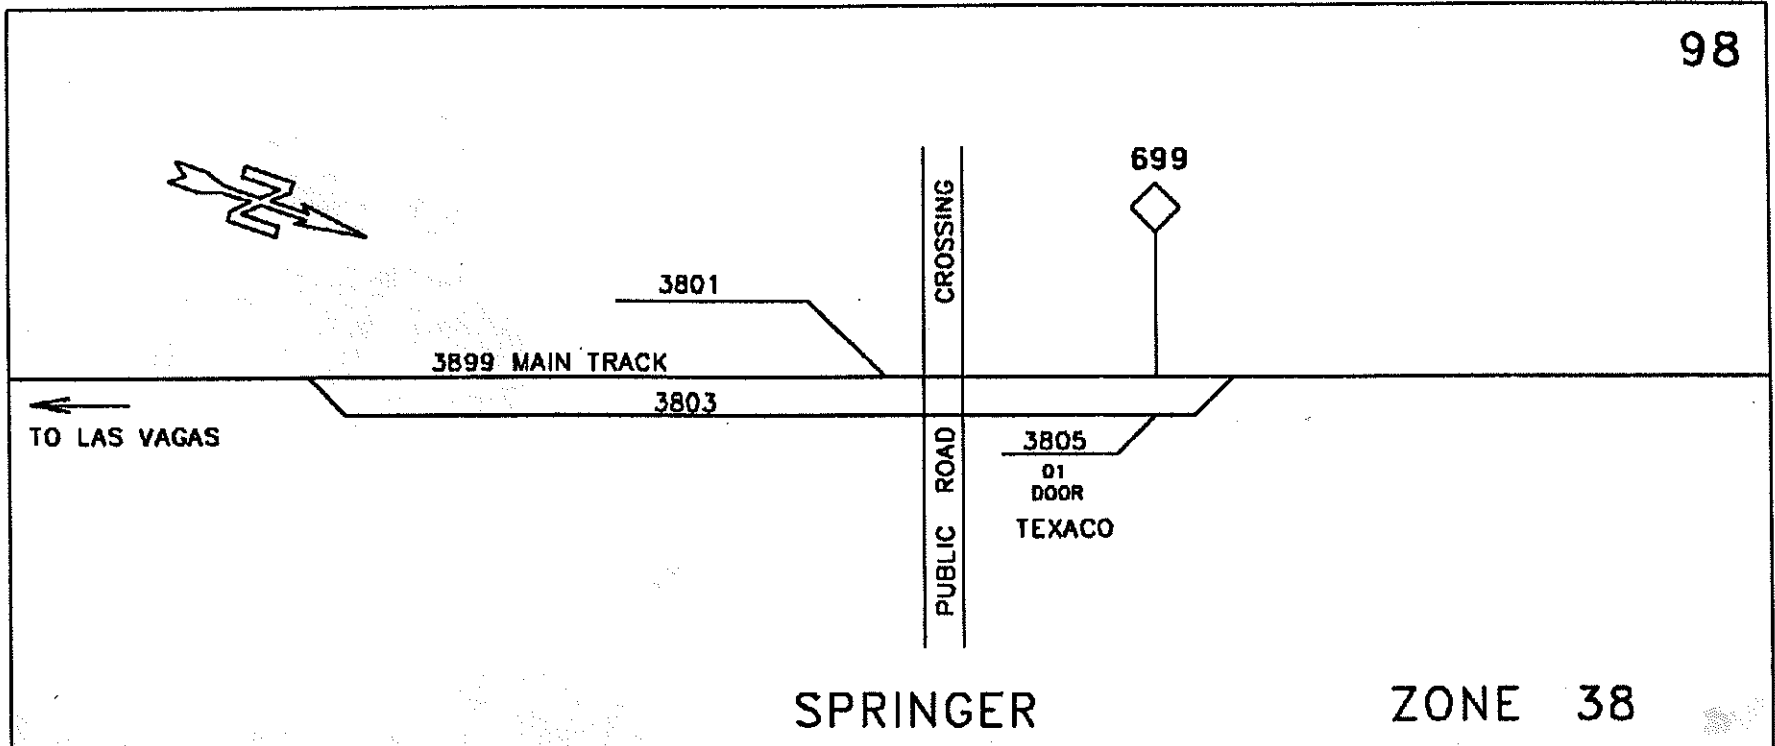 98
699
CROSSING
3801
3899 MAIN TRACK
3803
TO LAS VAGAS
PUBLIC ROAD
3805
01
DOOR
TEXACO
N
SPRINGER
ZONE 38